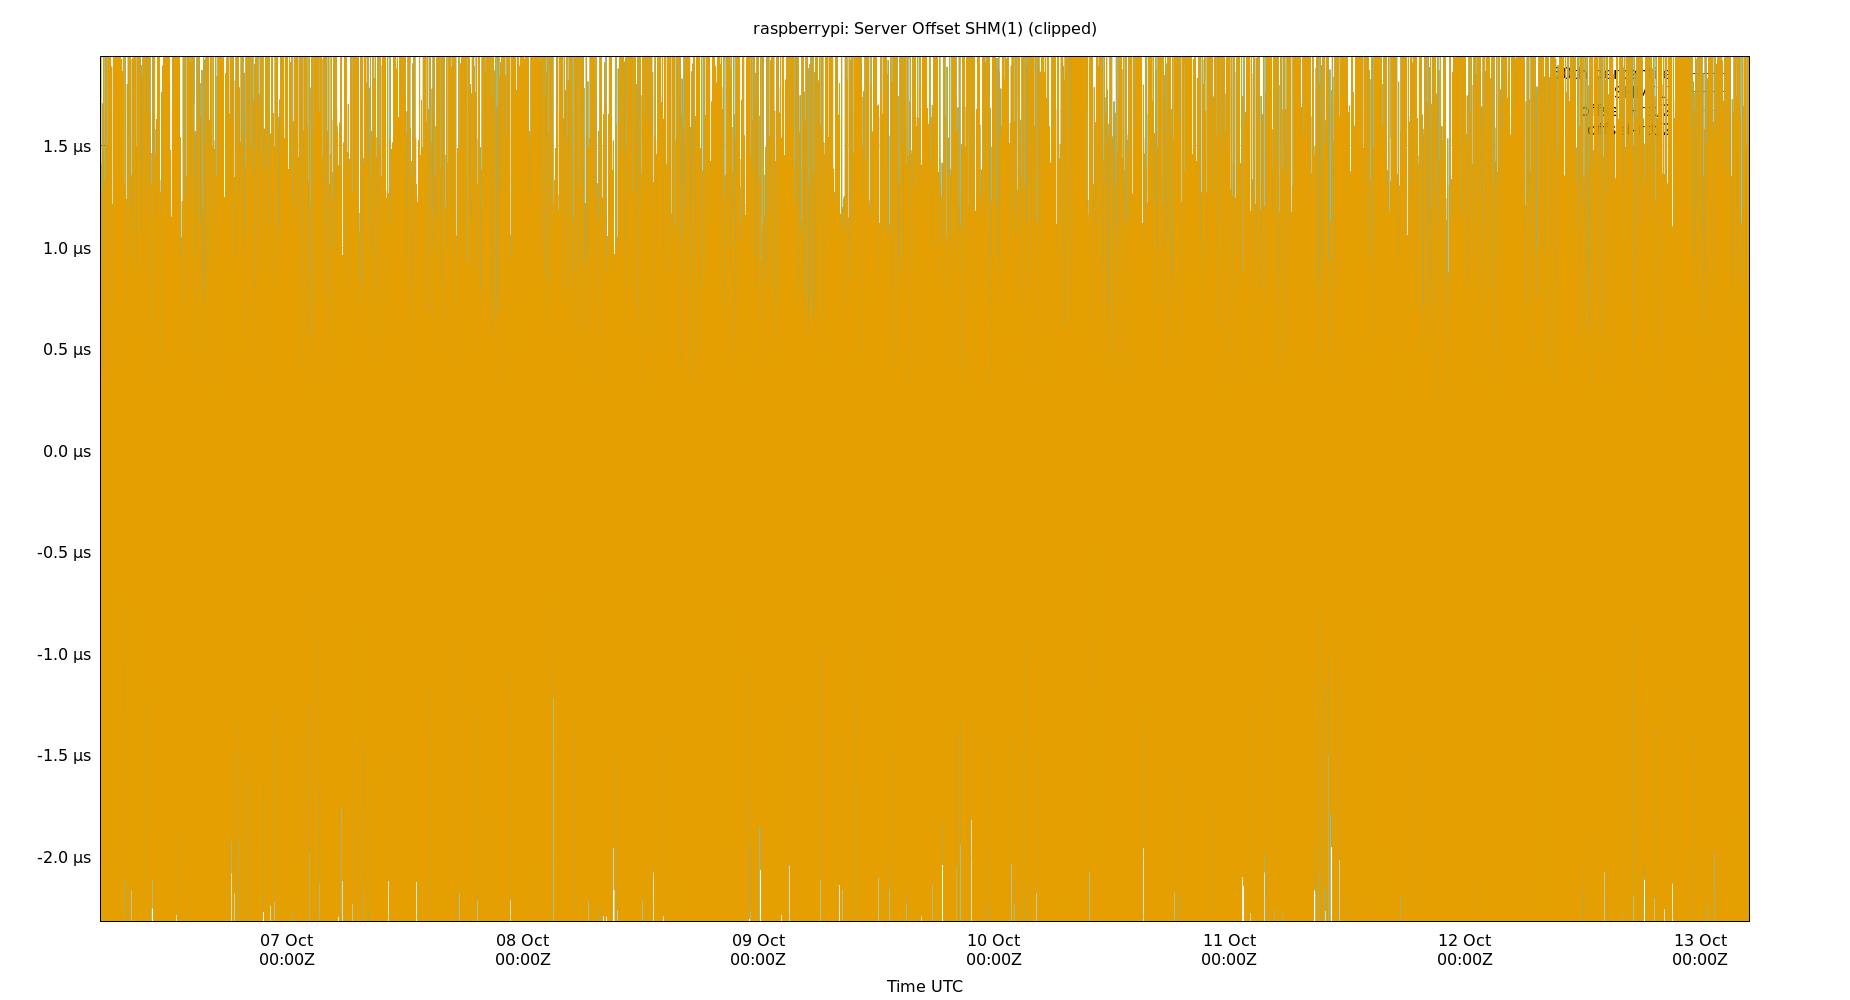 raspberrypi: Server Offset SHM(1) (clipped)
1.5 µs
1.0 µs
0.5 µs
0.0 µs
-0.5 µs
-1.0 µs
-1.5 µs
-2.0 µs
07 Oct 08 Oct 09 Oct 10 Oct 11 Oct 12 Oct 13 Oct
00:00Z 00:00Z 00:00Z 00:00Z 00:00Z 00:00Z 00:00Z
Time UTC